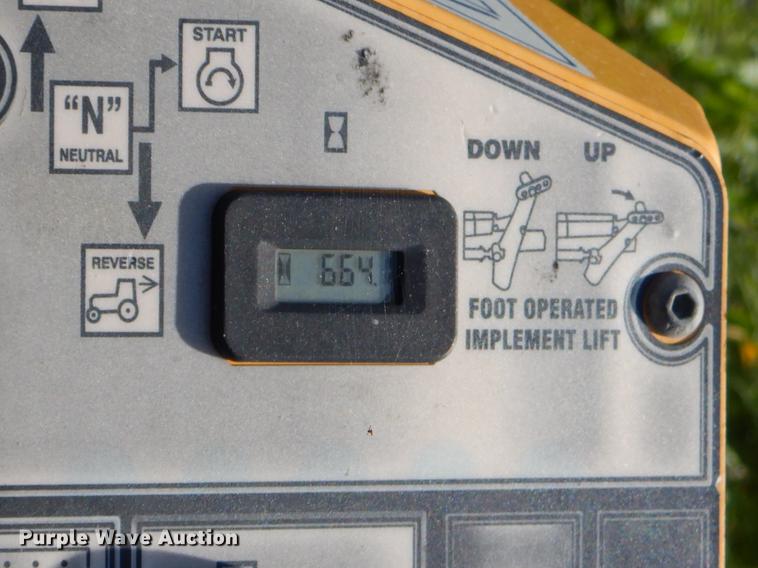 START
"N"
NEUTRAL
REVERSE
664
DOWN UP
FOOT OPERATED
IMPLEMENT LIFT
Purple Wave Auction